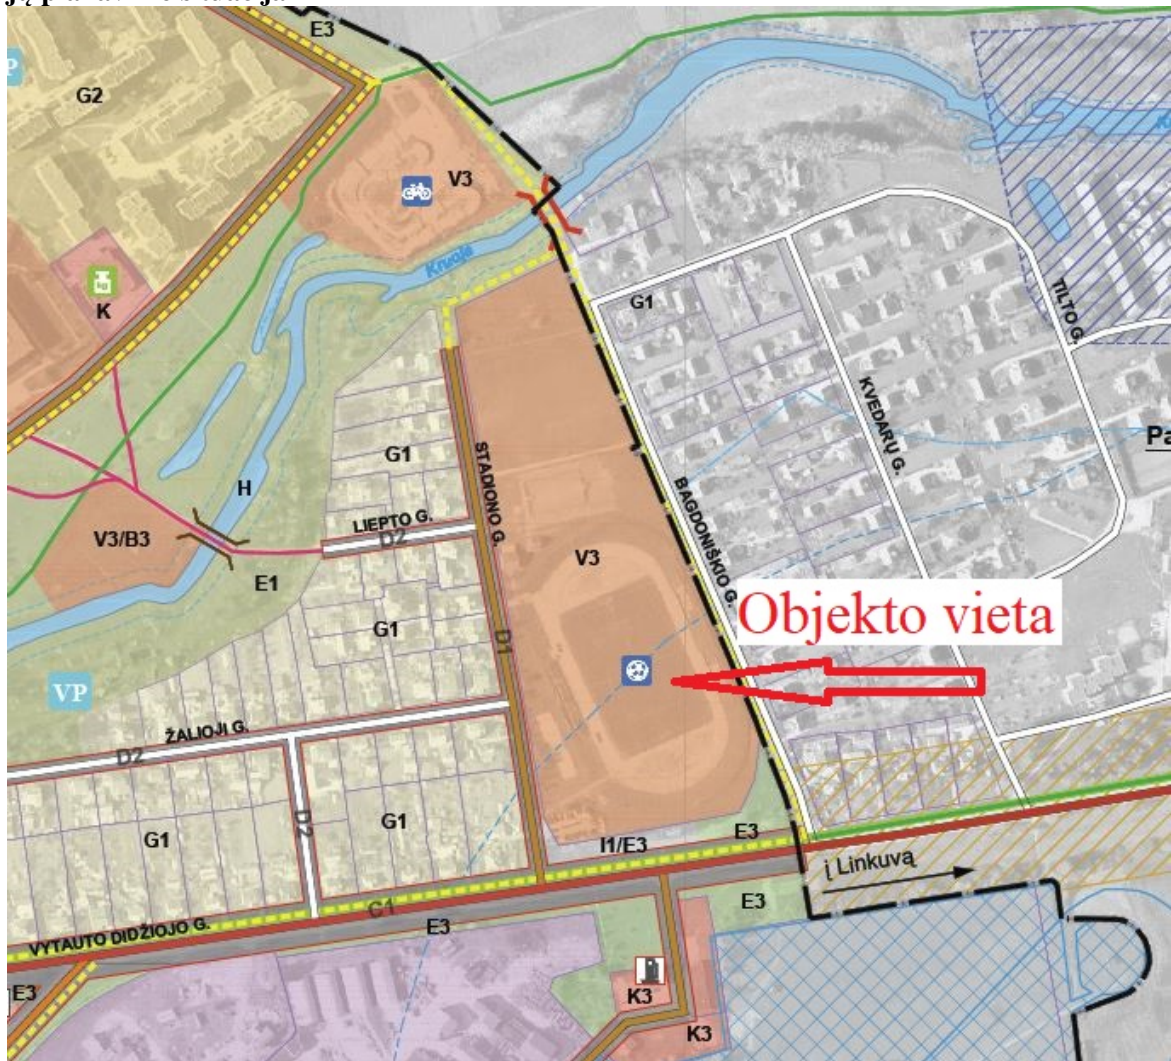 E3
P
G2
V3
Kruoja
K
G1
TILTO G.
KVEDARŲ G.
Pa
BAGDONIŠKIO G.
STADIONO G.
G1
H
LIEPTO G.
D2
V3/B3
E1
V3
Objekto vieta
G1
D1
VP
ŽALIOJI G.
D2
D2
G1
G1
I1/E3
E3
į Linkuvą
C1
E3
E3
VYTAUTO DIDŽIOJO G.
E3
K3
K3